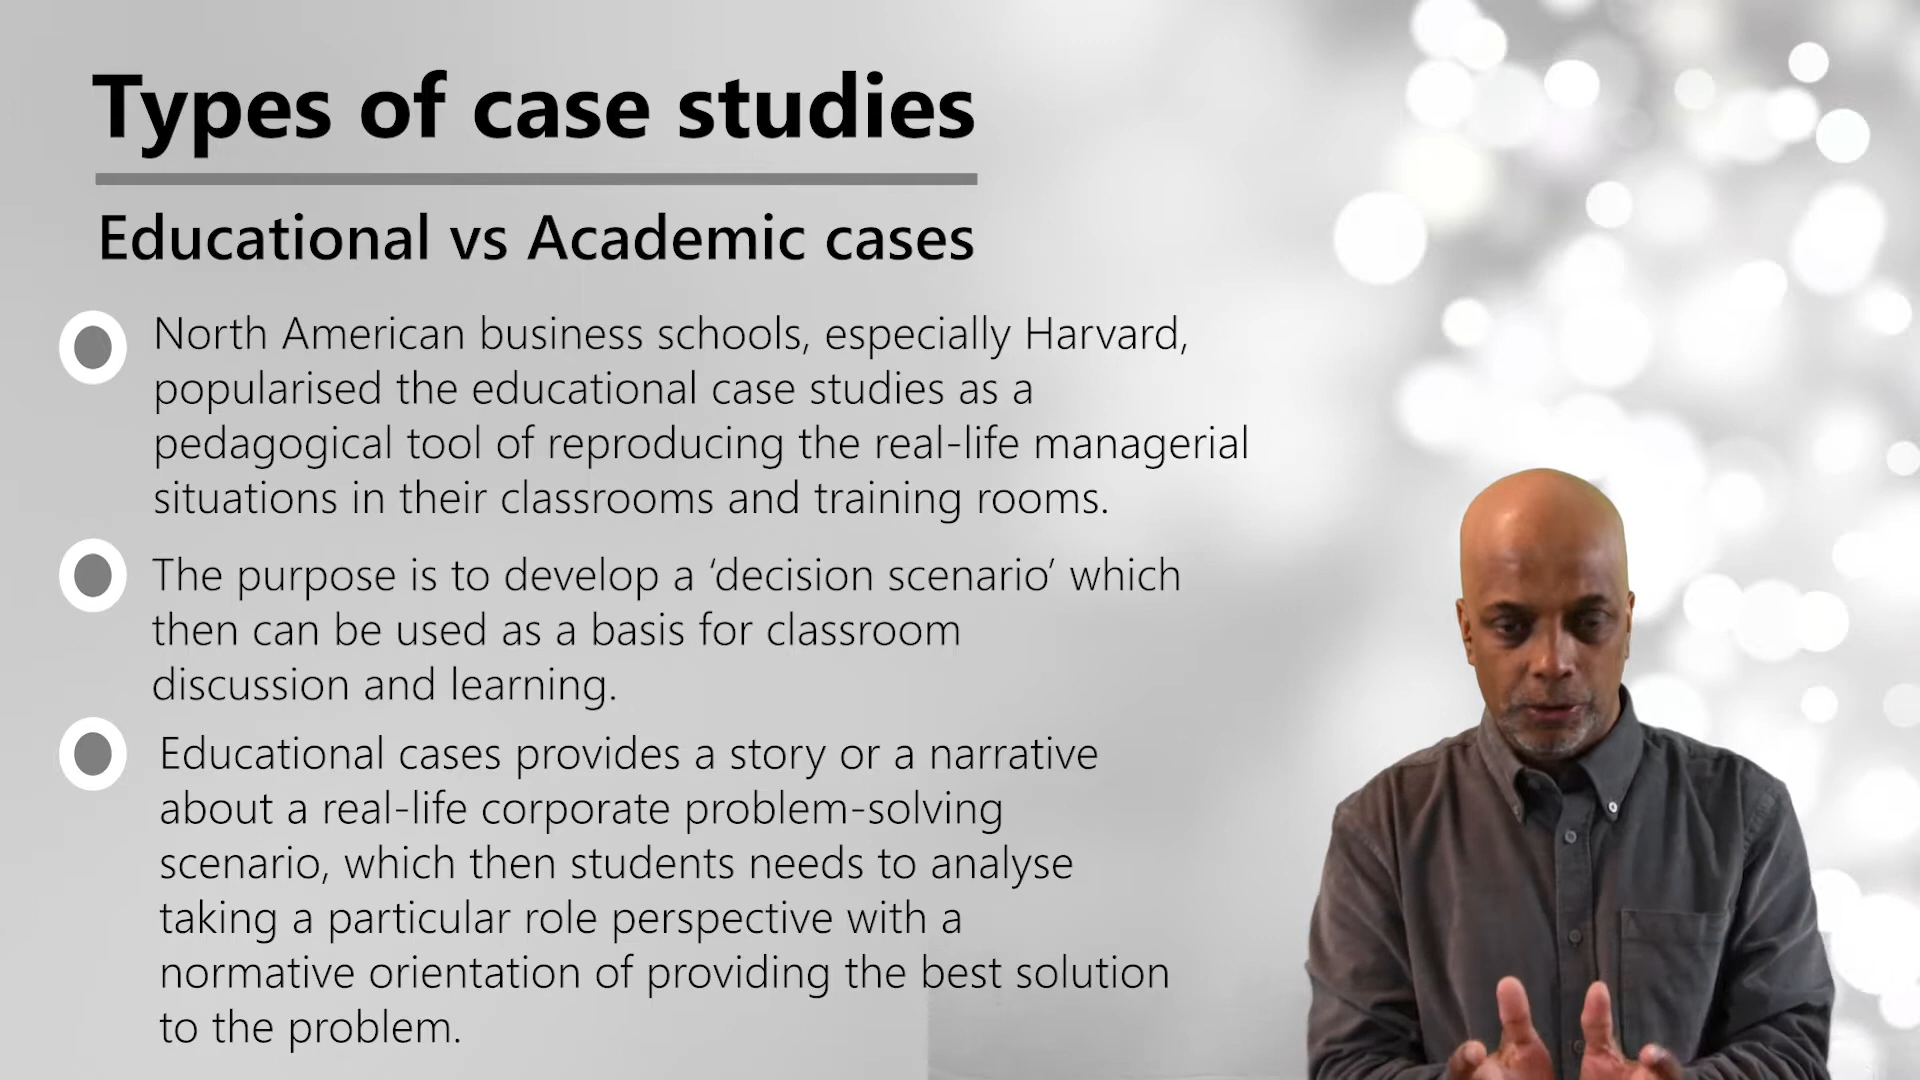 Types of case studies
Educational vs Academic cases
North American business schools, especially Harvard,
popularised the educational case studies as a
pedagogical tool of reproducing the real-life managerial
situations in their classrooms and training rooms.
The purpose is to develop a ‘decision scenario’ which
then can be used as a basis for classroom
discussion and learning.
Educational cases provides a story or a narrative
about a real-life corporate problem-solving
scenario, which then students needs to analyse
taking a particular role perspective with a
normative orientation of providing the best solution
to the problem.